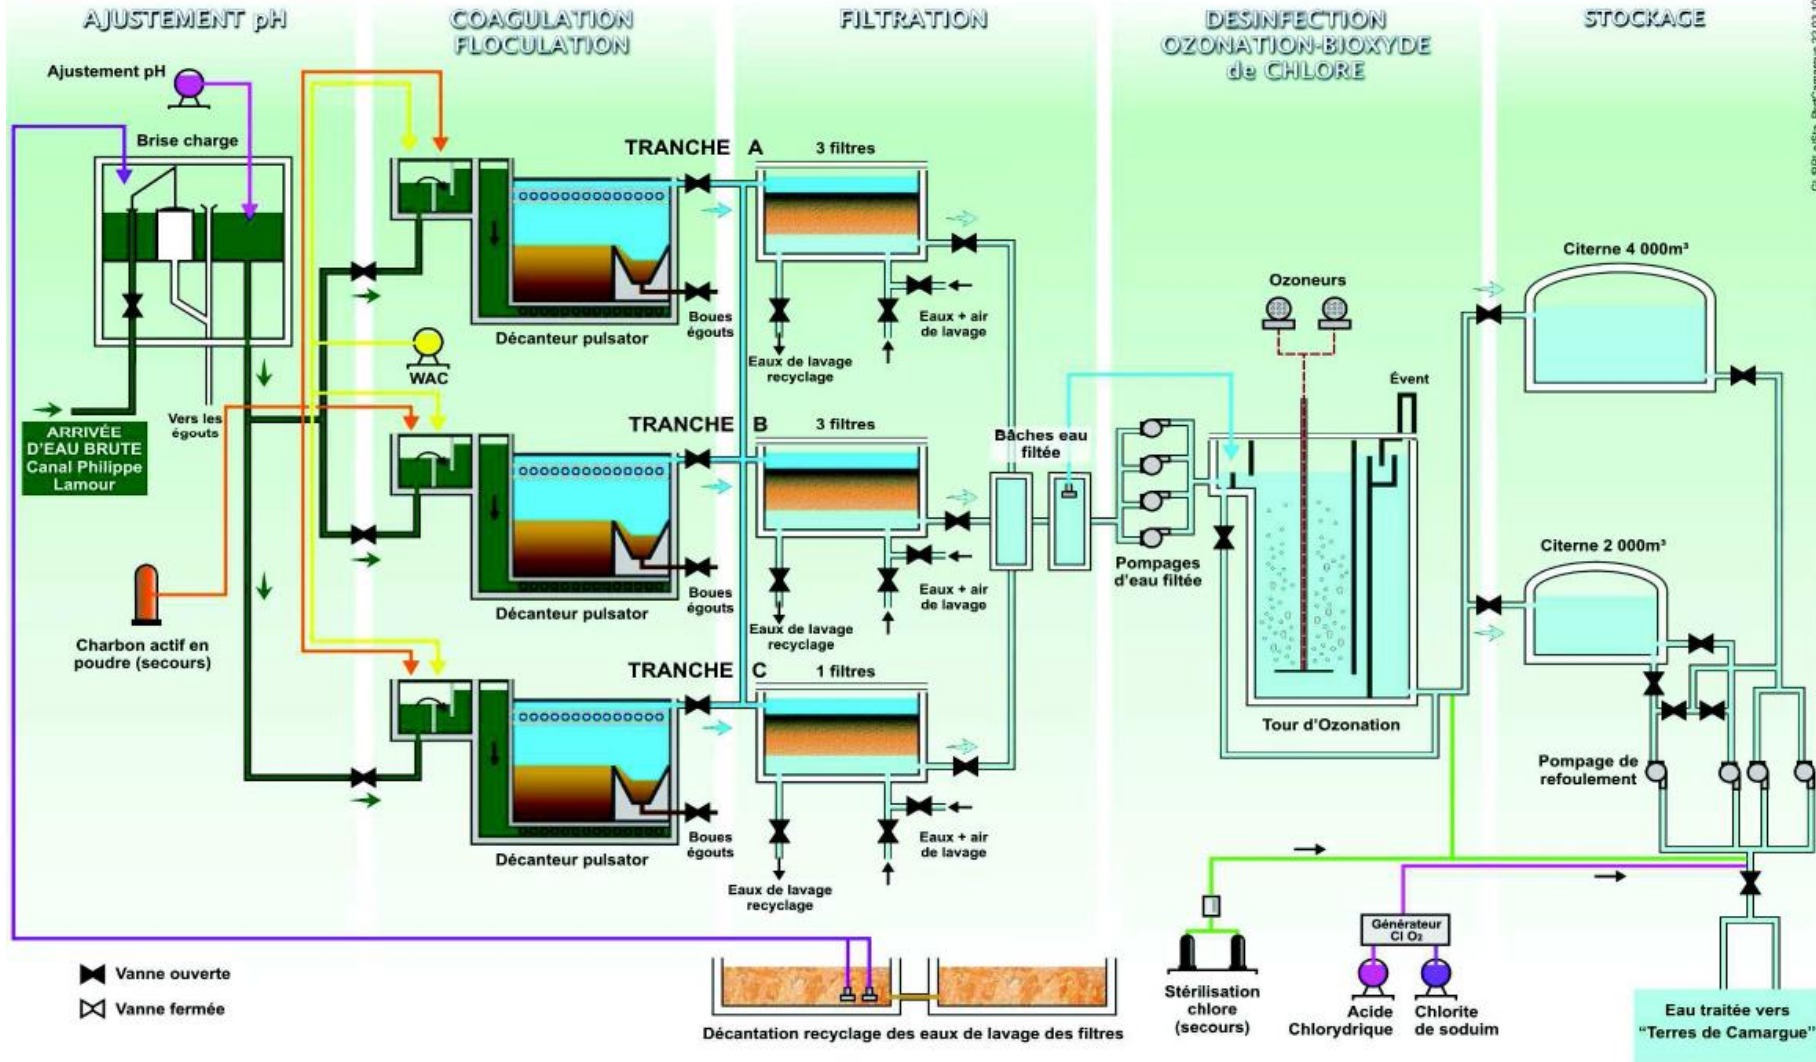 AJUSTEMENT pH
COAGULATION
FLOCULATION
FILTRATION
DESINFECTION
OZONATION-BIOXYDE
de CHLORE
STOCKAGE
Ajustement pH
Brise charge
ARRIVÉE
D'EAU BRUTE
Canal Philippe
Lamour
Vers les
égouts
Charbon actif en
poudre (secours)
WAC
TRANCHE A
3 filtres
Décanteur pulsator
Boues
égouts
Eaux de lavage
recyclage
Eaux + air
de lavage
TRANCHE B
3 filtres
Décanteur pulsator
Boues
égouts
Eaux de lavage
recyclage
Eaux + air
de lavage
TRANCHE C
1 filtres
Décanteur pulsator
Boues
égouts
Eaux de lavage
recyclage
Eaux + air
de lavage
Bâches eau
filtée
Pompages
d'eau filtée
Ozoneurs
Évent
Tour d'Ozonation
Citerne 4 000m³
Citerne 2 000m³
Pompage de
refoulement
Vanne ouverte
Vanne fermée
Décantation recyclage des eaux de lavage des filtres
Stérilisation
chlore
(secours)
Générateur
Cl O₂
Acide
Chlorydrique
Chlorite
de soduim
Eau traitée vers
"Terres de Camargue"